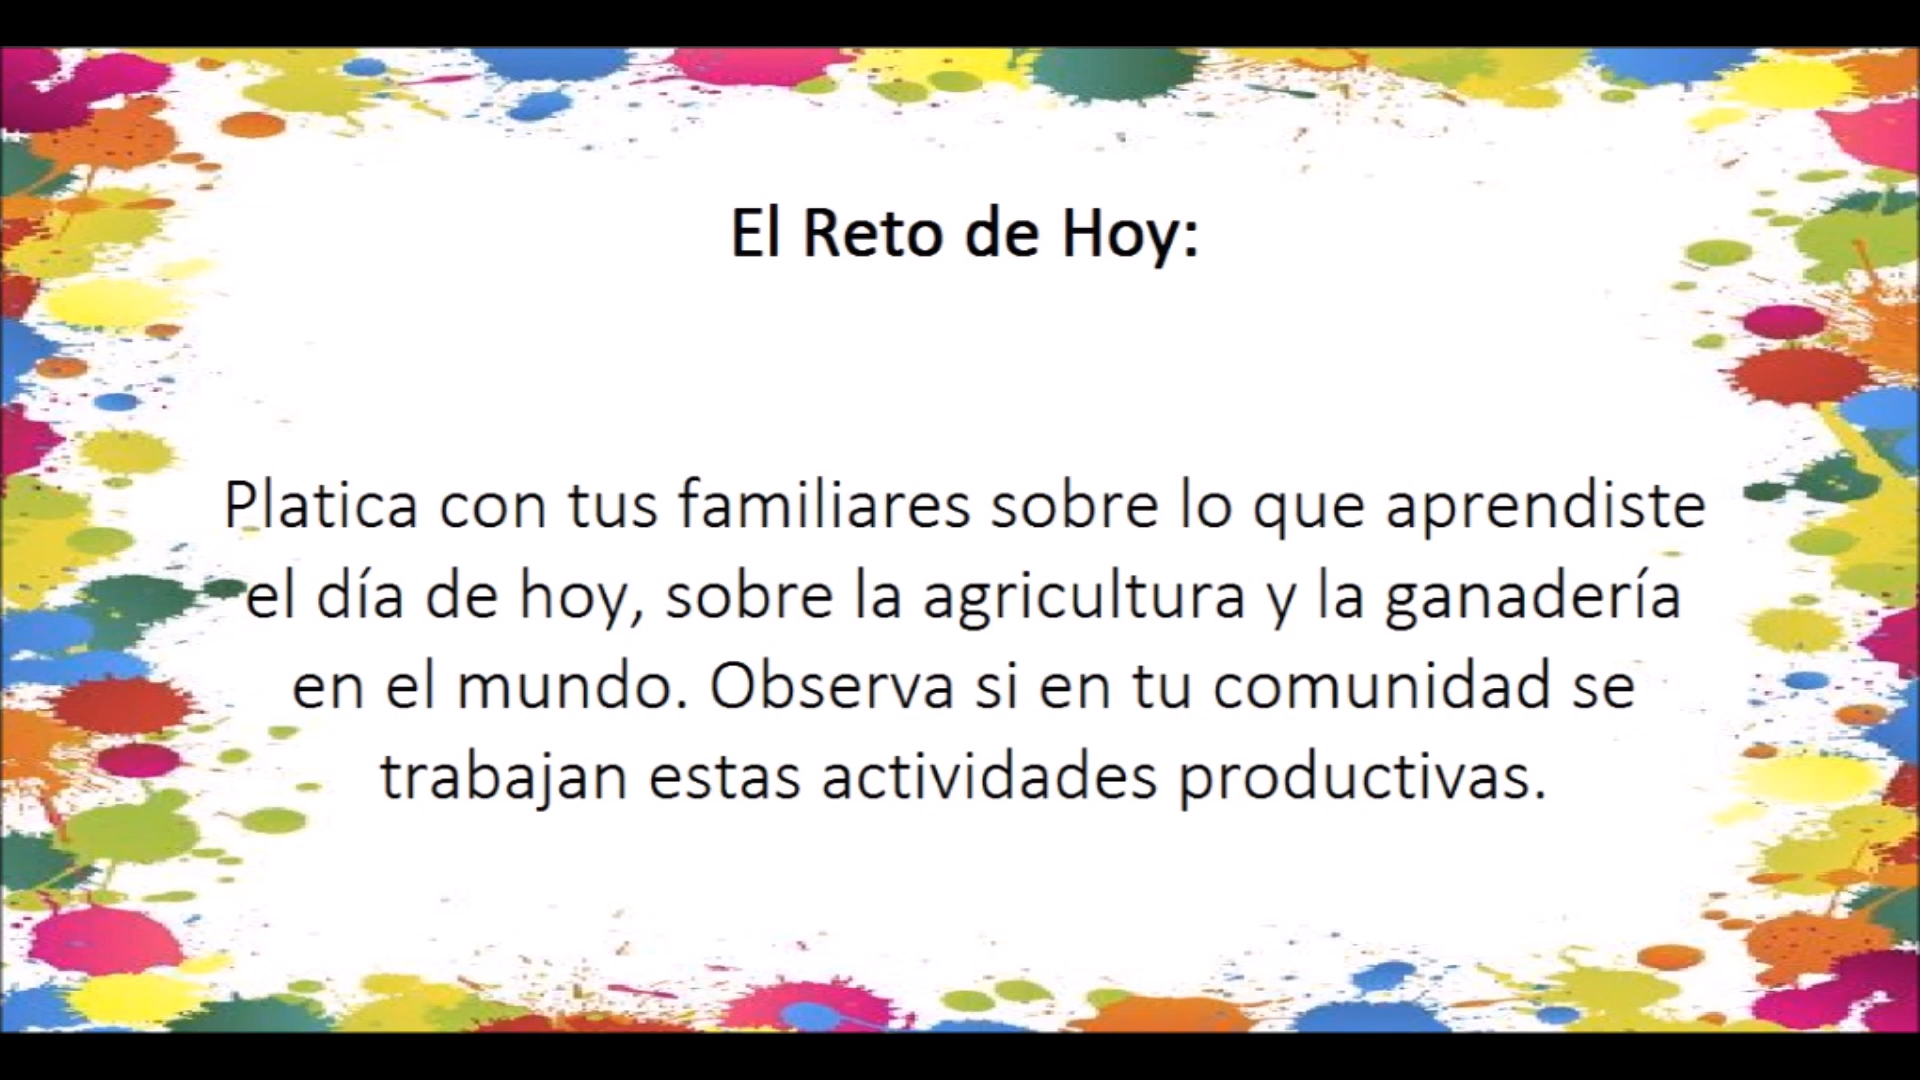 El Reto de Hoy:
Platica con tus familiares sobre lo que aprendiste
el día de hoy, sobre la agricultura y la ganadería
en el mundo. Observa si en tu comunidad se
trabajan estas actividades productivas.